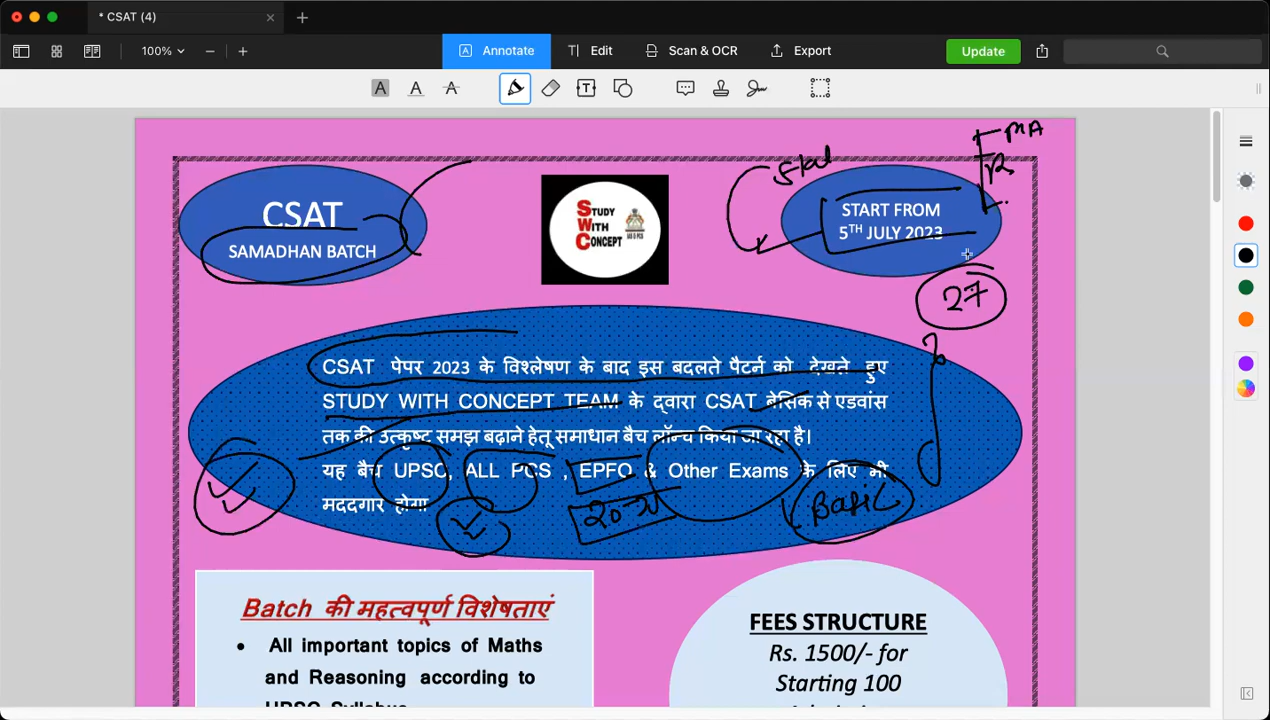 * CSAT (4)
100%
Annotate
Edit
Scan & OCR
Export
Update
CSAT
SAMADHAN BATCH
STUDY
WITH
CONCEPT
START FROM
5TH JULY 2023
MA
R
27
CSAT पेपर 2023 के विश्लेषण के बाद इस बदलते पैटर्न को देखते हुए
STUDY WITH CONCEPT TEAM के द्वारा CSAT बेसिक से एडवांस
तक की उत्कृष्ट समझ बढ़ाने हेतू समाधान बैच लॉन्च किया जा रहा है।
यह बैच UPSC, ALL PCS , EPFO & Other Exams के लिए भी
मददगार होगा
Basic
Batch की महत्वपूर्ण विशेषताएं
• All important topics of Maths
and Reasoning according to
UPSC Syllabus
FEES STRUCTURE
Rs. 1500/- for
Starting 100